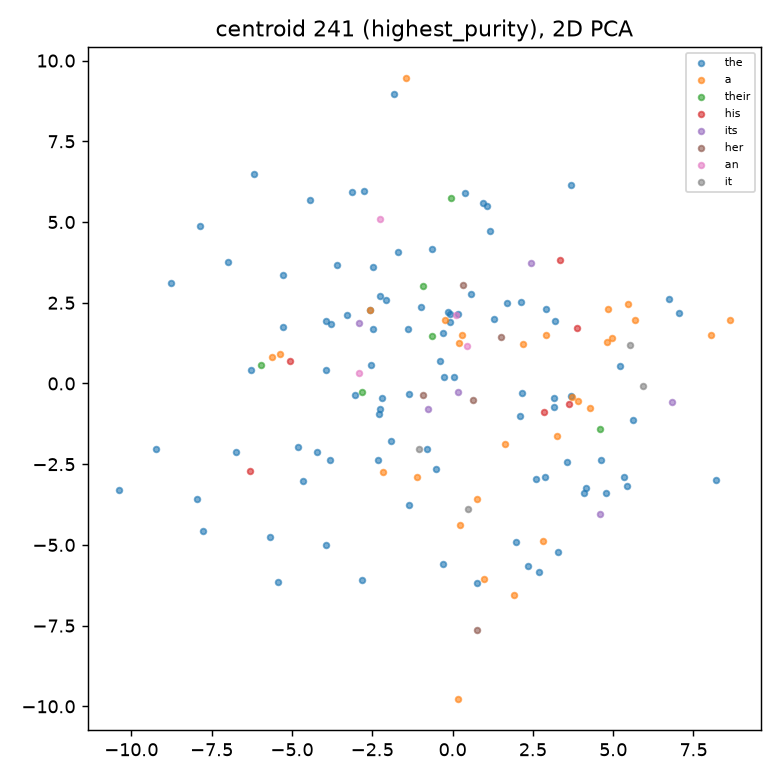 centroid 241 (highest_purity), 2D PCA
the
a
their
his
its
her
an
it
10.0
7.5
5.0
2.5
0.0
−2.5
−5.0
−7.5
−10.0
−10.0 −7.5 −5.0 −2.5 0.0 2.5 5.0 7.5